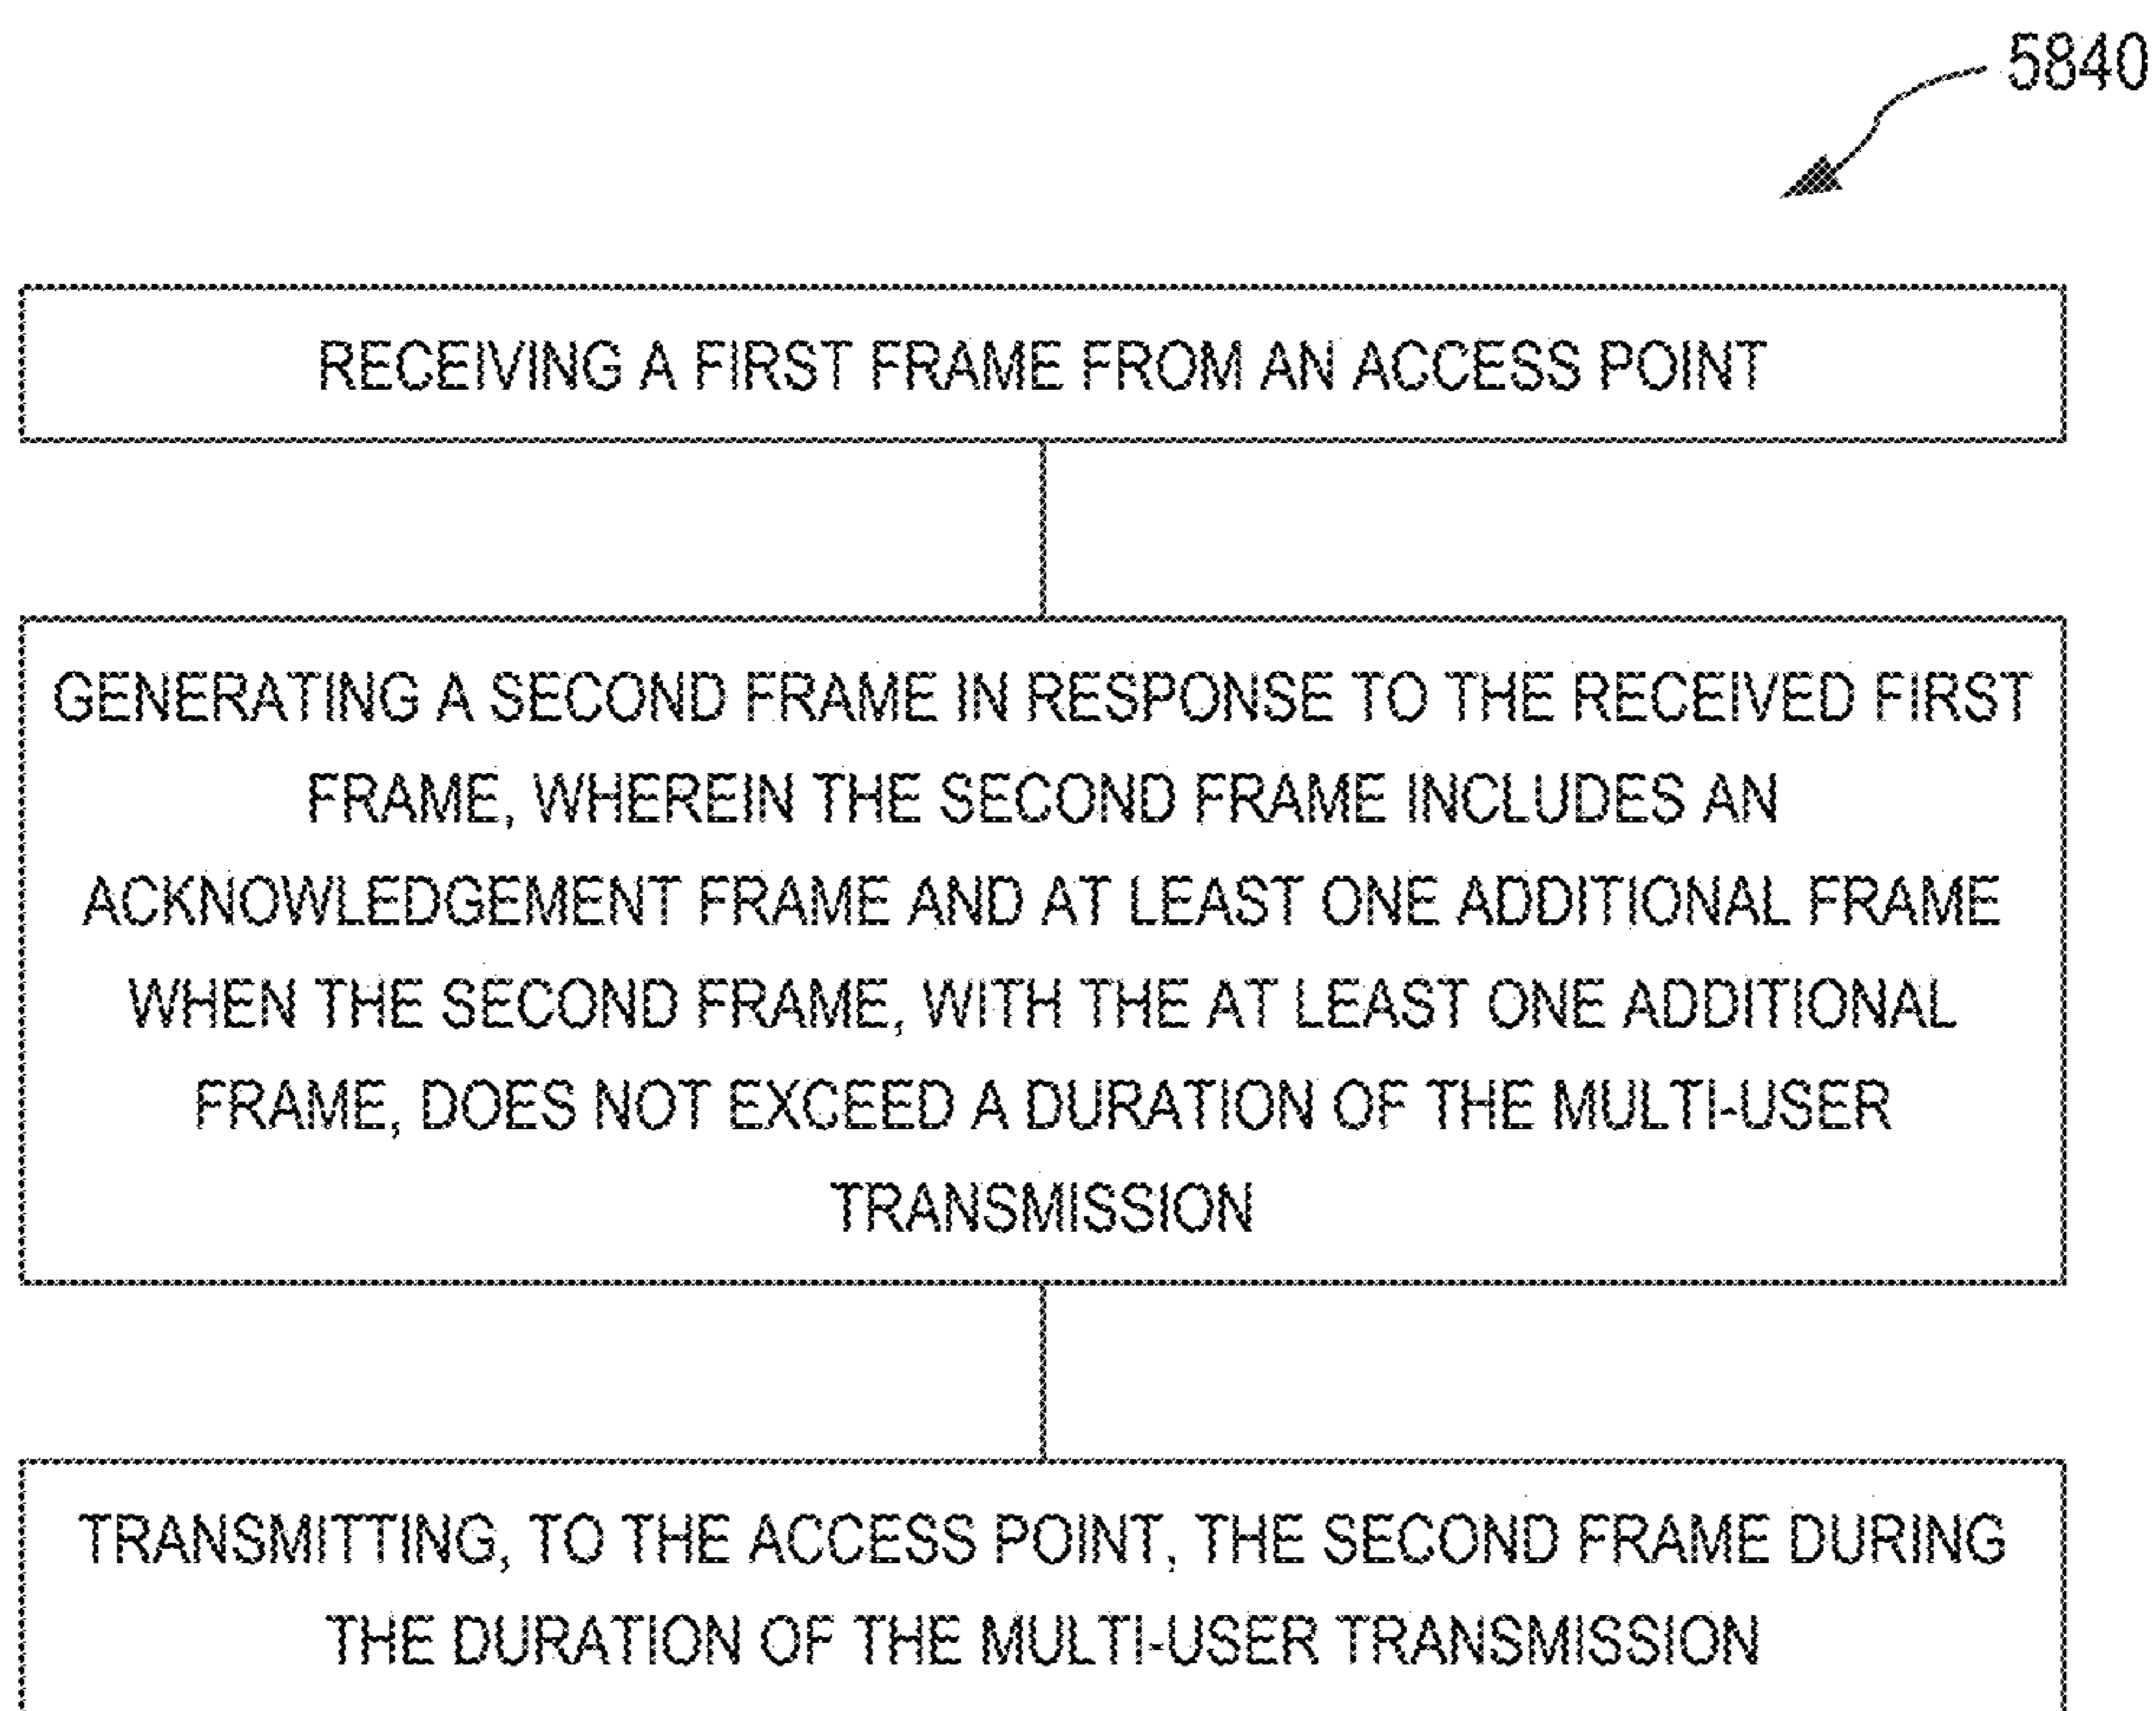 5840
RECEIVING A FIRST FRAME FROM AN ACCESS POINT
GENERATING A SECOND FRAME IN RESPONSE TO THE RECEIVED FIRST
FRAME, WHEREIN THE SECOND FRAME INCLUDES AN
ACKNOWLEDGEMENT FRAME AND AT LEAST ONE ADDITIONAL FRAME
WHEN THE SECOND FRAME, WITH THE AT LEAST ONE ADDITIONAL
FRAME, DOES NOT EXCEED A DURATION OF THE MULTI-USER
TRANSMISSION
TRANSMITTING, TO THE ACCESS POINT, THE SECOND FRAME DURING
THE DURATION OF THE MULTI-USER TRANSMISSION